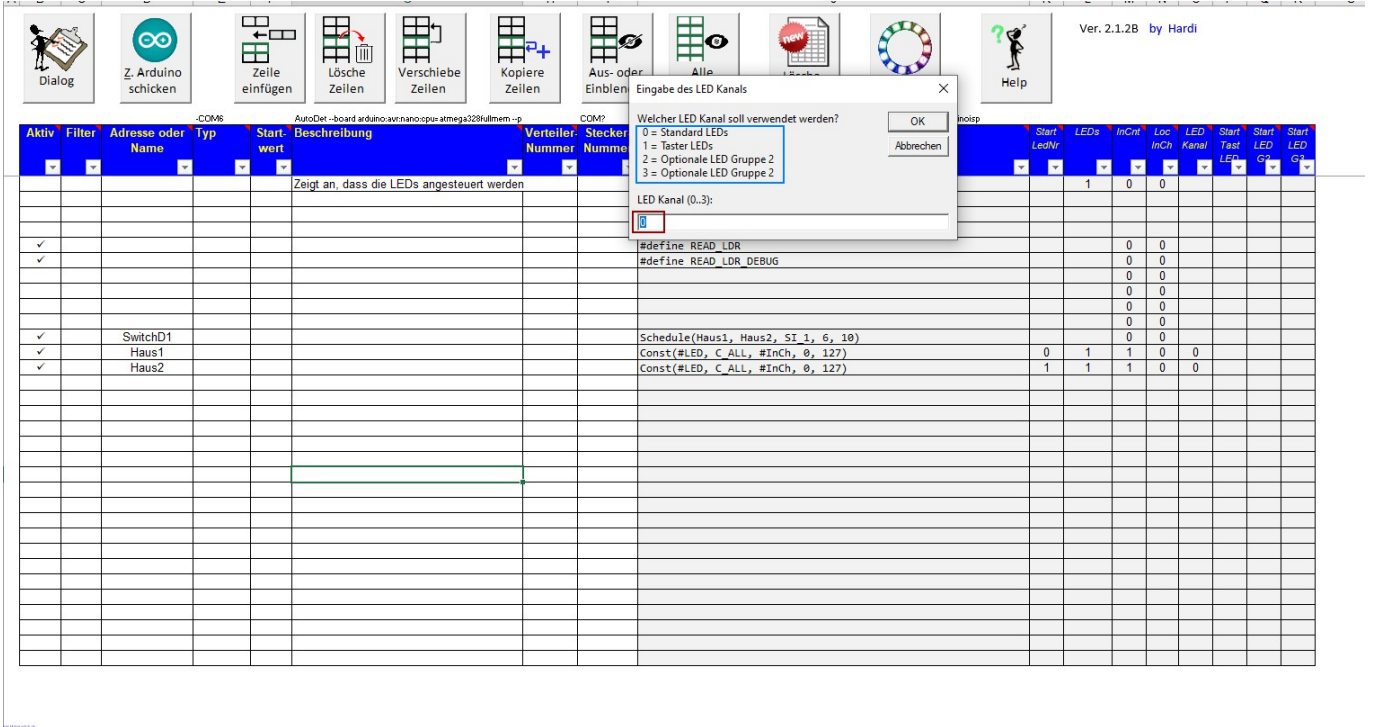 Dialog
Z. Arduino
schicken
Zeile
einfügen
Lösche
Zeilen
Verschiebe
Zeilen
Kopiere
Zeilen
Aus- oder
Alle
new
Help
Ver. 2.1.2B by Hardi
-COM6 AutoDet --board arduino:avr:nano:cpu=atmega328fullmem --p COM?
Eingabe des LED Kanals
Welcher LED Kanal soll verwendet werden?
0 = Standard LEDs
1 = Taster LEDs
2 = Optionale LED Gruppe 2
3 = Optionale LED Gruppe 2
LED Kanal (0..3):
0
OK
Abbrechen
Aktiv Filter Adresse oder Name Typ Start-wert Beschreibung Verteiler-Nummer Stecker Start LedNr LEDs InCnt Loc InCh LED Kanal Start Tast LED Start LED Start LED
Zeigt an, dass die LEDs angesteuert werden 1 0 0
✓ #define READ_LDR 0 0
✓ #define READ_LDR_DEBUG 0 0
0 0
0 0
0 0
0 0
✓ SwitchD1 Schedule(Haus1, Haus2, SI_1, 6, 10) 0 0
✓ Haus1 Const(#LED, C_ALL, #InCh, 0, 127) 0 1 1 0 0
✓ Haus2 Const(#LED, C_ALL, #InCh, 0, 127) 1 1 1 0 0